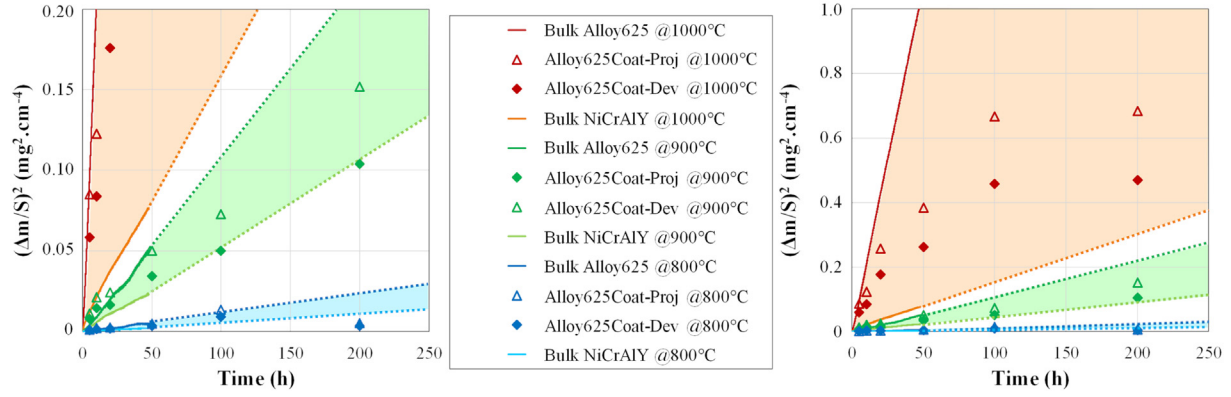 0.20
0.15
0.10
0.05
0
0 50 100 150 200 250
(Δm/S)² (mg².cm⁻⁴)
Time (h)
Bulk Alloy625 @1000°C
Alloy625Coat-Proj @1000°C
Alloy625Coat-Dev @1000°C
Bulk NiCrAlY @1000°C
Bulk Alloy625 @900°C
Alloy625Coat-Proj @900°C
Alloy625Coat-Dev @900°C
Bulk NiCrAlY @900°C
Bulk Alloy625 @800°C
Alloy625Coat-Proj @800°C
Alloy625Coat-Dev @800°C
Bulk NiCrAlY @800°C
1.0
0.8
0.6
0.4
0.2
0
0 50 100 150 200 250
(Δm/S)² (mg².cm⁻⁴)
Time (h)